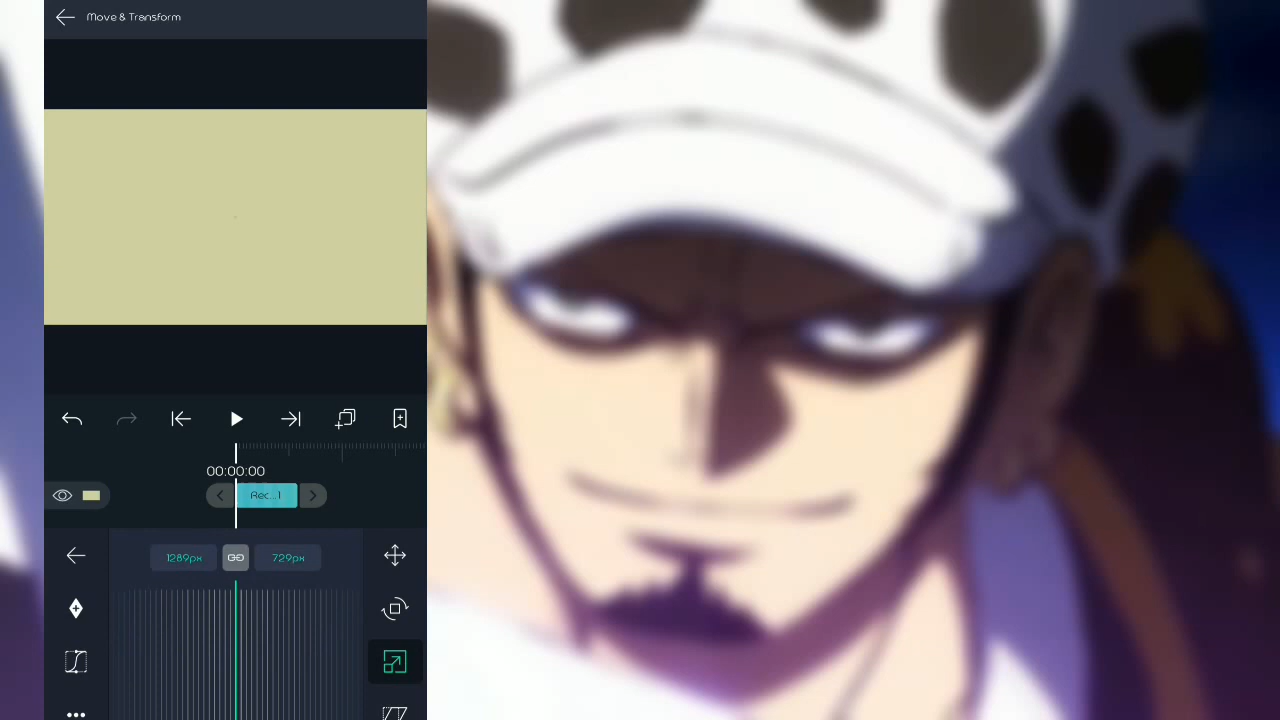 Move & Transform
00:00:00
Rec...1
1289px
729px